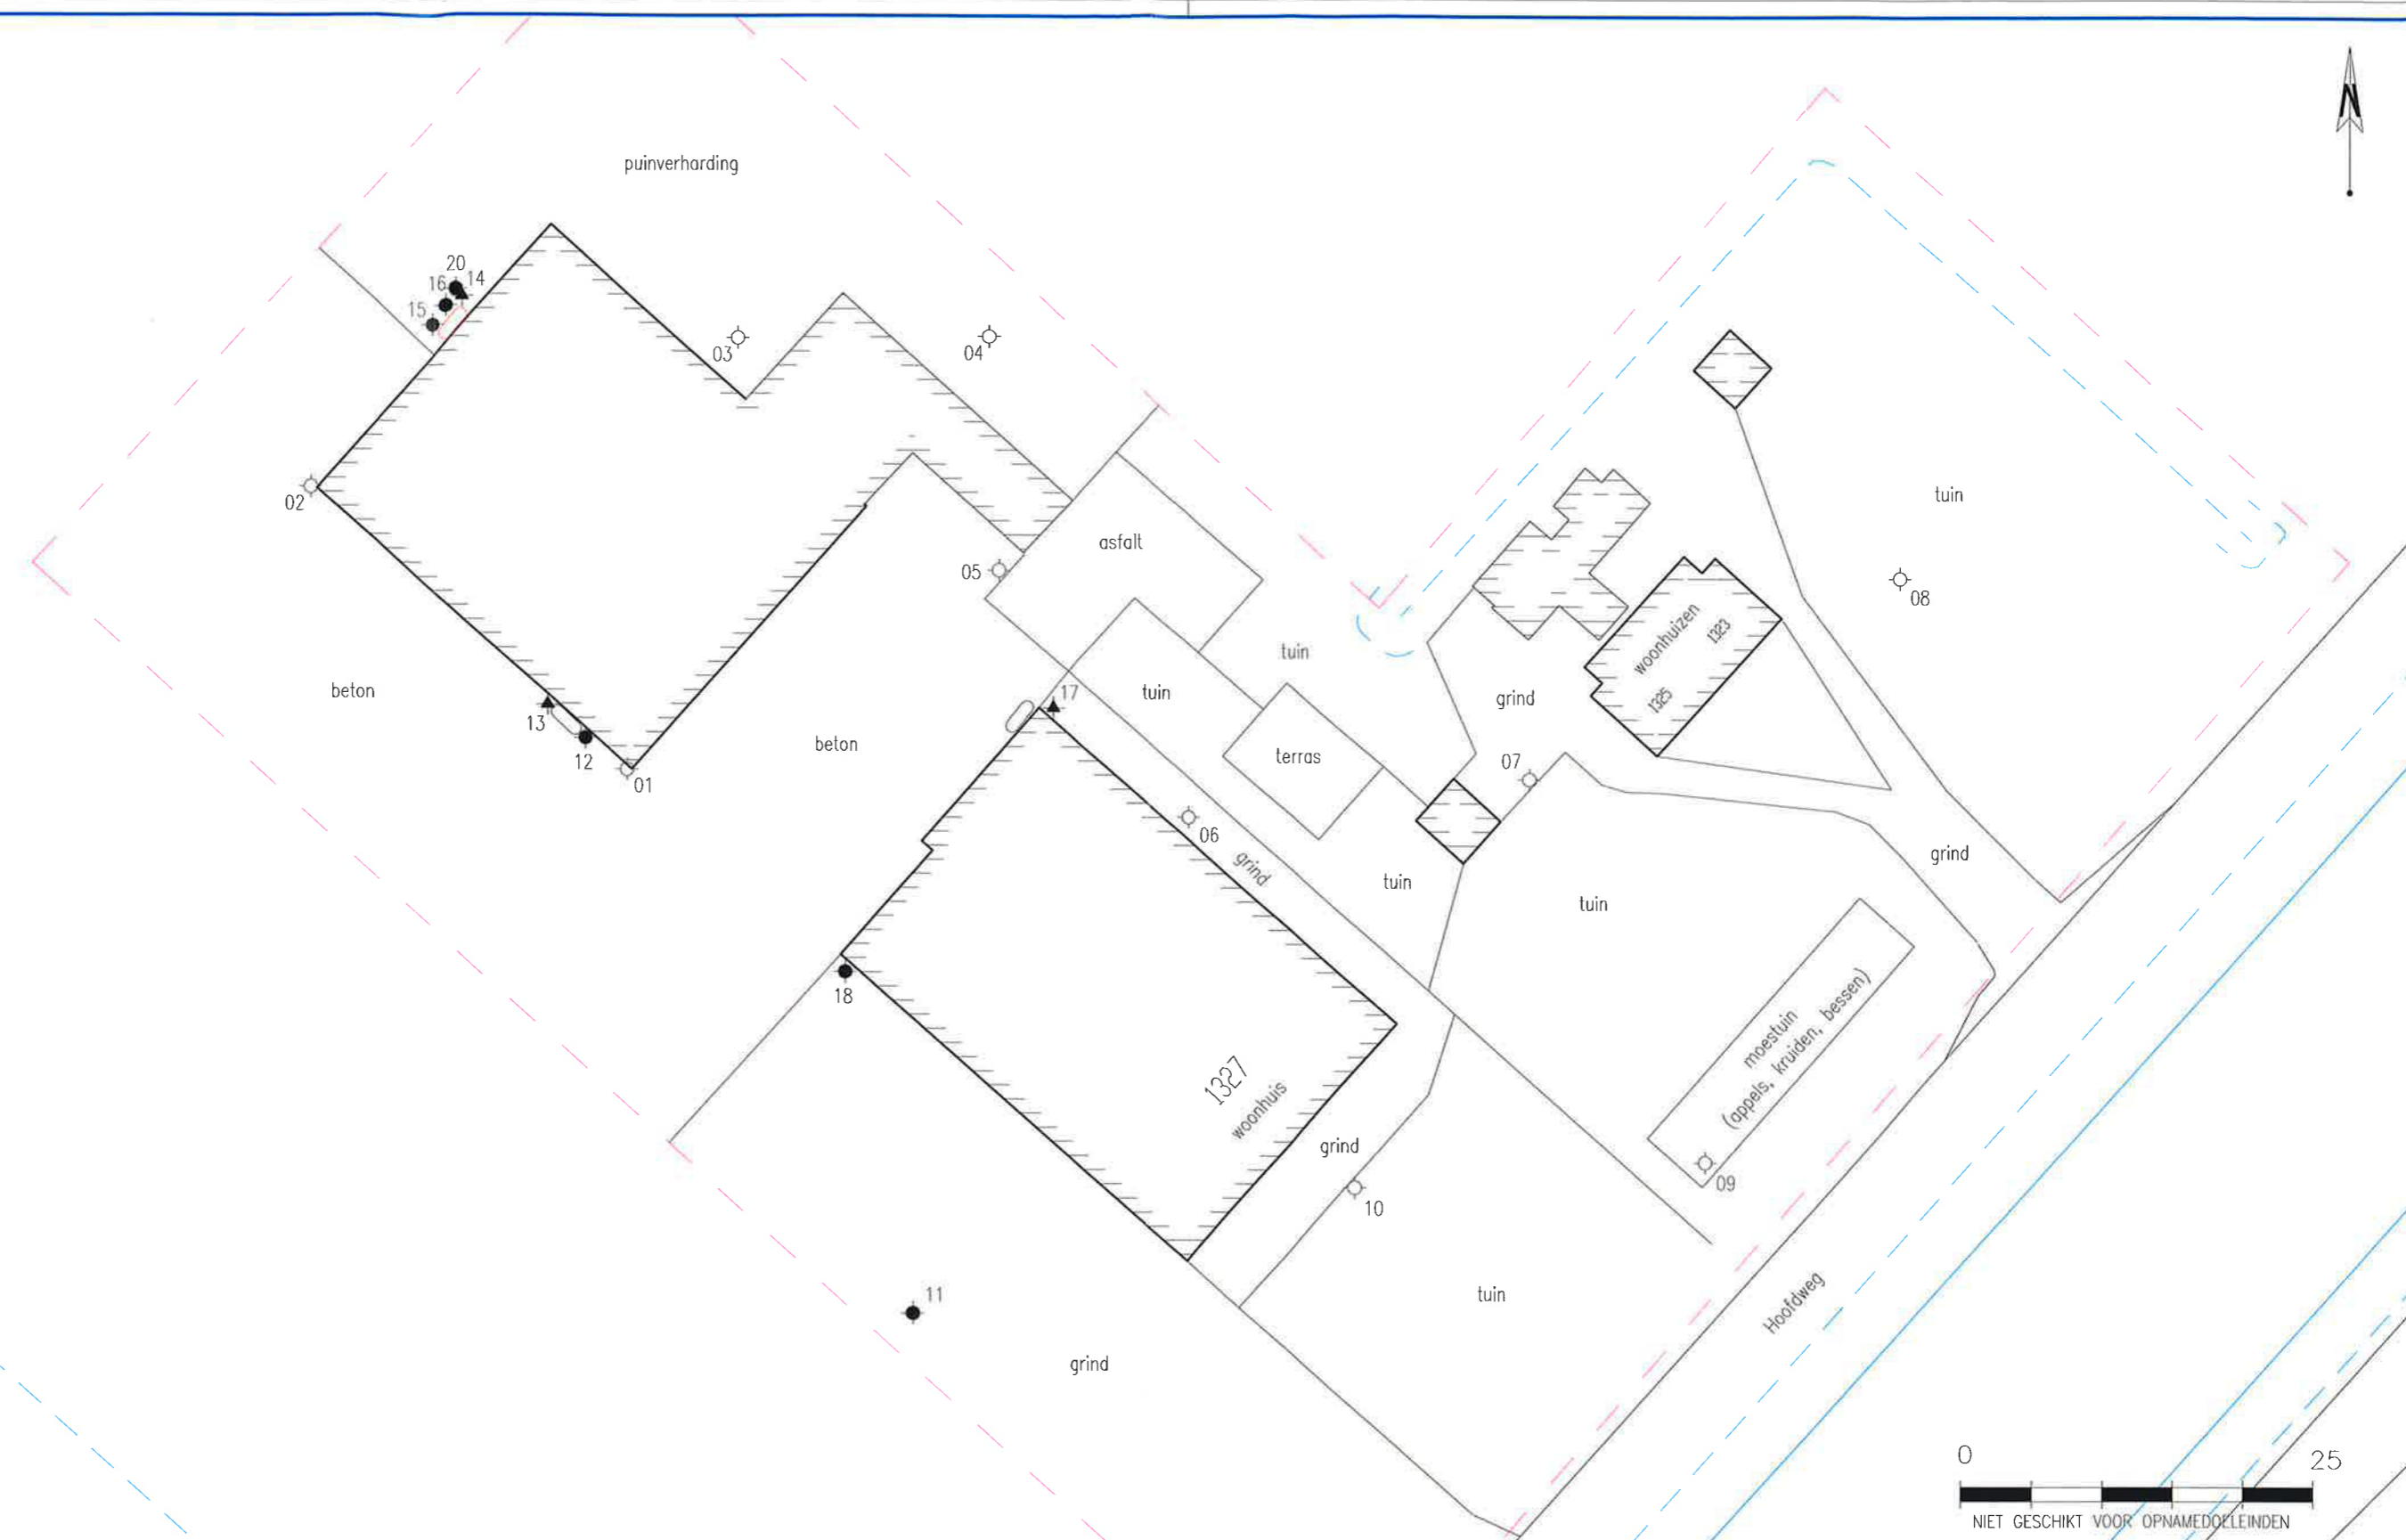 N
puinverharding
20
16 14
15
03
04
02
tuin
asfalt
05
08
woonhuizen
1323
1325
tuin
beton
13
12
01
beton
17
tuin
grind
terras
07
06
grind
tuin
grind
tuin
18
moestuin
(appels, kruiden, bessen)
09
1327
woonhuis
grind
10
11
tuin
Hoofdweg
grind
0 25
NIET GESCHIKT VOOR OPNAMEDOELEINDEN